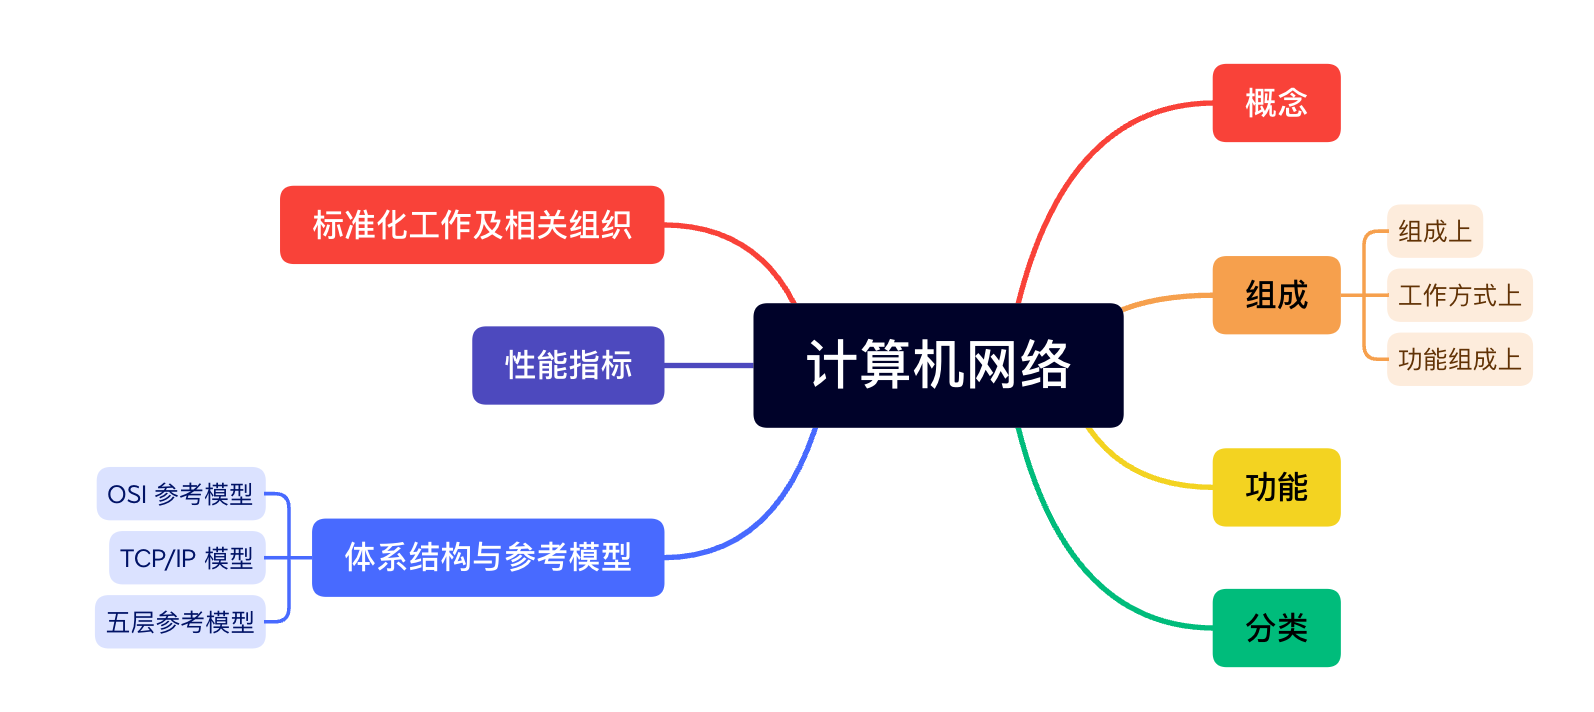 计算机网络
概念
组成
组成上
工作方式上
功能组成上
功能
分类
标准化工作及相关组织
性能指标
体系结构与参考模型
OSI 参考模型
TCP/IP 模型
五层参考模型